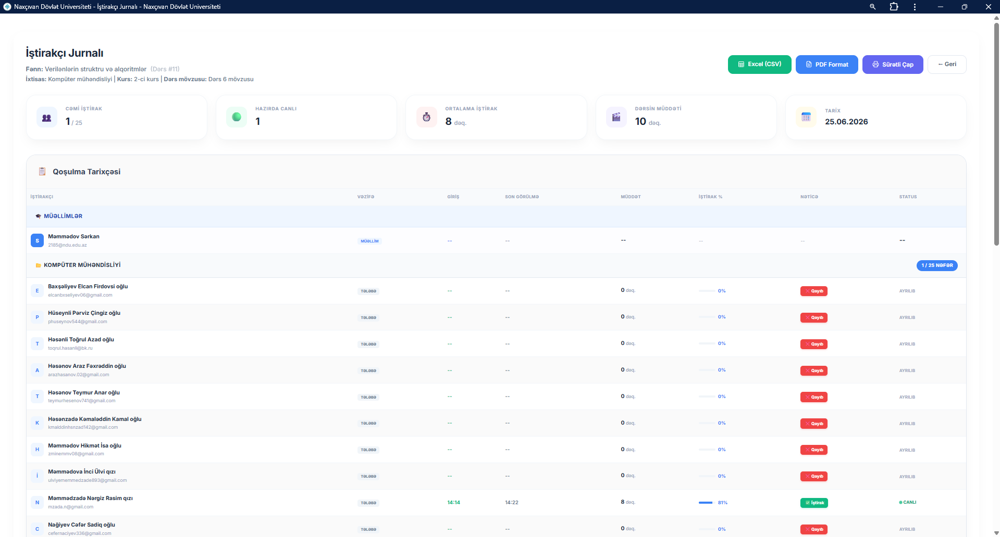 Naxçıvan Dövlət Universiteti - İştirakçı Jurnalı - Naxçıvan Dövlət Universiteti
İştirakçı Jurnalı
Fənn: Verilənlərin struktru və alqoritmlər (Dərs #11)
İxtisas: Kompüter mühəndisliyi | Kurs: 2-ci kurs | Dərs mövzusu: Dərs 6 mövzusu
Excel (CSV)
PDF Format
Sürətli Çap
← Geri
CƏMİ İŞTİRAK
1 / 25
HAZIRDA CANLI
1
ORTALAMA İŞTİRAK
8 dəq.
DƏRSİN MÜDDƏTİ
10 dəq.
TARİX
25.06.2026
Qoşulma Tarixçəsi
İŞTİRAKÇI VƏZİFƏ GİRİŞ SON GÖRÜLMƏ MÜDDƏT İŞTİRAK % NƏTİCƏ STATUS
MÜƏLLİMLƏR
S Məmmədov Sərkan MÜƏLLİM -- -- -- -- -- --
2185@ndu.edu.az
KOMPÜTER MÜHƏNDİSLİYİ 1 / 25 NƏFƏR
E Baxşəliyev Elcan Firdovsi oğlu TƏLƏBƏ -- -- 0 dəq. 0% Qayıb AYRILIB
elcanbxseliyev06@gmail.com
P Hüseynli Pərviz Çingiz oğlu TƏLƏBƏ -- -- 0 dəq. 0% Qayıb AYRILIB
phuseynov544@gmail.com
T Həsənli Toğrul Azad oğlu TƏLƏBƏ -- -- 0 dəq. 0% Qayıb AYRILIB
toqrul.hasanli@bk.ru
A Həsənov Araz Fəxrəddin oğlu TƏLƏBƏ -- -- 0 dəq. 0% Qayıb AYRILIB
arazhasanov.02@gmail.com
T Həsənov Teymur Anar oğlu TƏLƏBƏ -- -- 0 dəq. 0% Qayıb AYRILIB
teymurhesenov741@gmail.com
K Həsənzadə Kəmaləddin Kamal oğlu TƏLƏBƏ -- -- 0 dəq. 0% Qayıb AYRILIB
kmalddinhsnzad142@gmail.com
H Məmmədov Hikmət İsa oğlu TƏLƏBƏ -- -- 0 dəq. 0% Qayıb AYRILIB
zminemmv08@gmail.com
İ Məmmədova İnci Ülvi qızı TƏLƏBƏ -- -- 0 dəq. 0% Qayıb AYRILIB
ulviyememmedzade893@gmail.com
N Məmmədzadə Nərgiz Rasim qızı TƏLƏBƏ 14:14 14:22 8 dəq. 81% İştirak CANLI
mzada.n@gmail.com
C Nağıyev Cəfər Sadiq oğlu TƏLƏBƏ -- -- 0 dəq. 0% Qayıb AYRILIB
cefernaciyev336@gmail.com